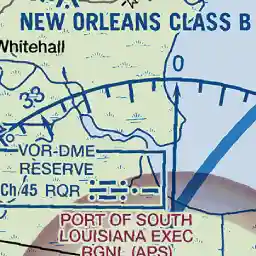 NEW ORLEANS CLASS B
Whitehall
0
33
VOR-DME
RESERVE
Ch 45 RQR
PORT OF SOUTH
LOUISIANA EXEC
RGNL (APS)